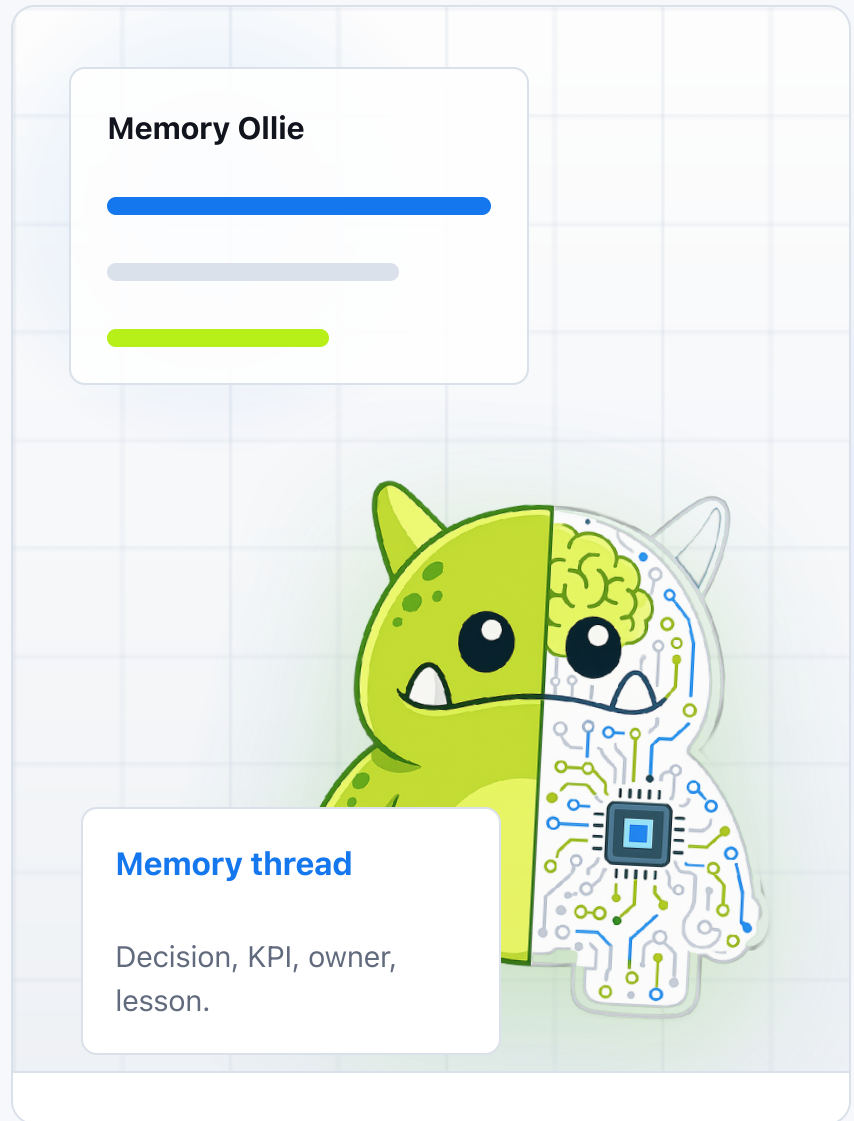 Memory Ollie
Memory thread
Decision, KPI, owner,
lesson.